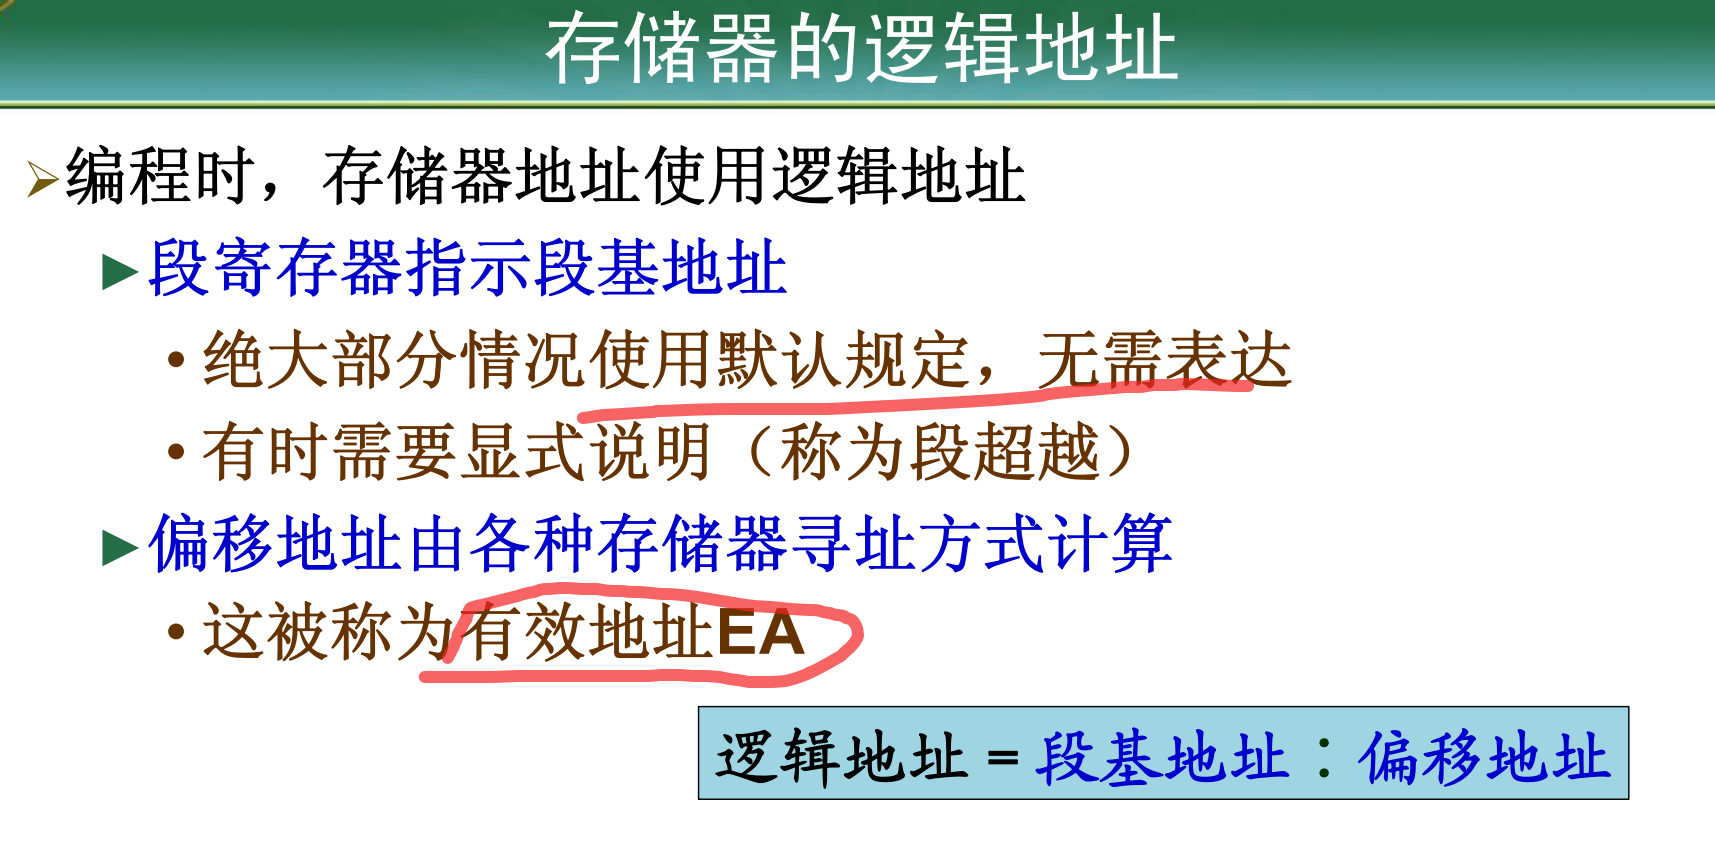 存储器的逻辑地址
编程时，存储器地址使用逻辑地址
段寄存器指示段基地址
绝大部分情况使用默认规定，无需表达
有时需要显式说明（称为段超越）
偏移地址由各种存储器寻址方式计算
这被称为有效地址EA
逻辑地址=段基地址：偏移地址